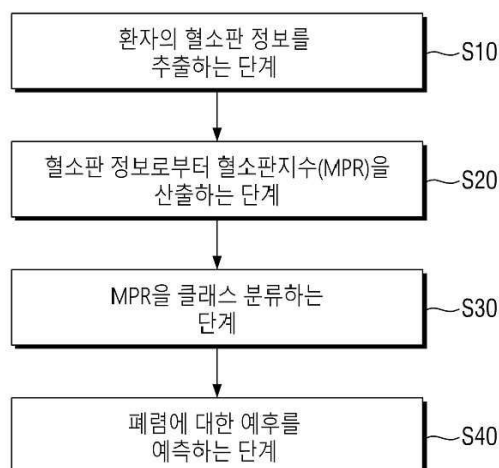 환자의 혈소판 정보를
추출하는 단계
S10
혈소판 정보로부터 혈소판지수(MPR)을
산출하는 단계
S20
MPR을 클래스 분류하는
단계
S30
폐렴에 대한 예후를
예측하는 단계
S40